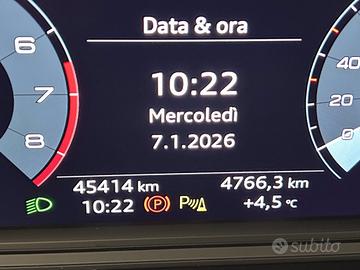 Data & ora
6
7
8
10:22
Mercoledì
7.1.2026
40
20
0
45414 km
4766,3 km
10:22
(P)
P
+4,5 °C
subito